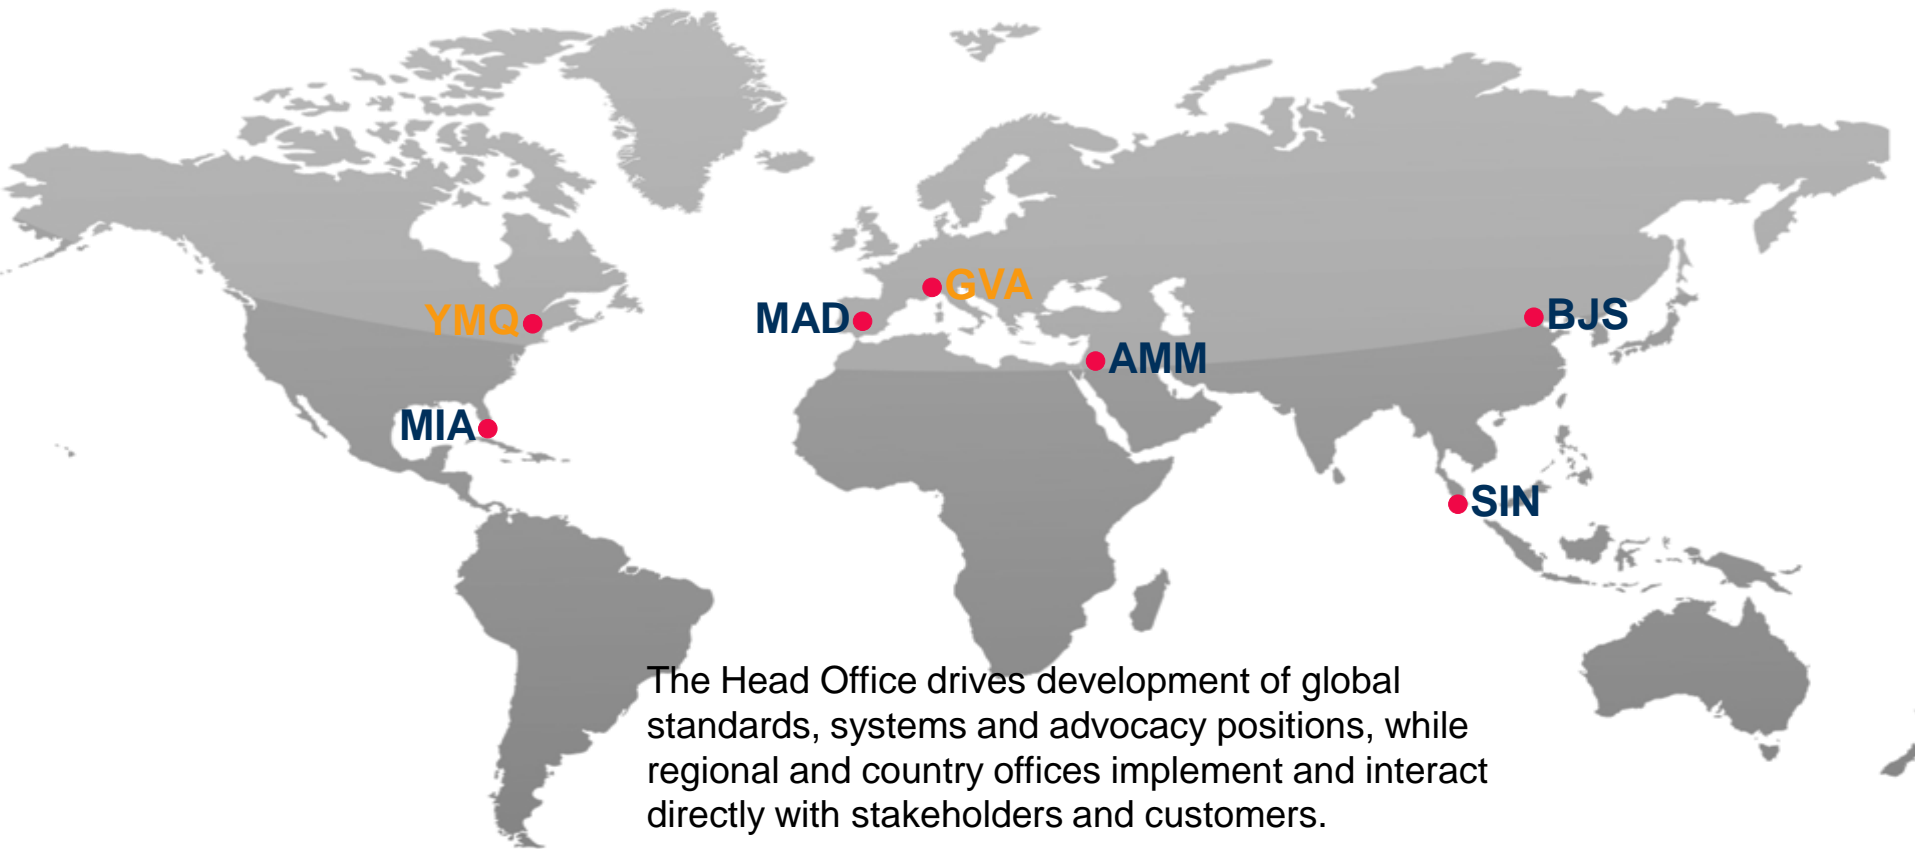 GVA
YMQ
MAD
BJS
AMM
MIA
SIN
The Head Office drives development of global
standards, systems and advocacy positions, while
regional and country offices implement and interact
directly with stakeholders and customers.